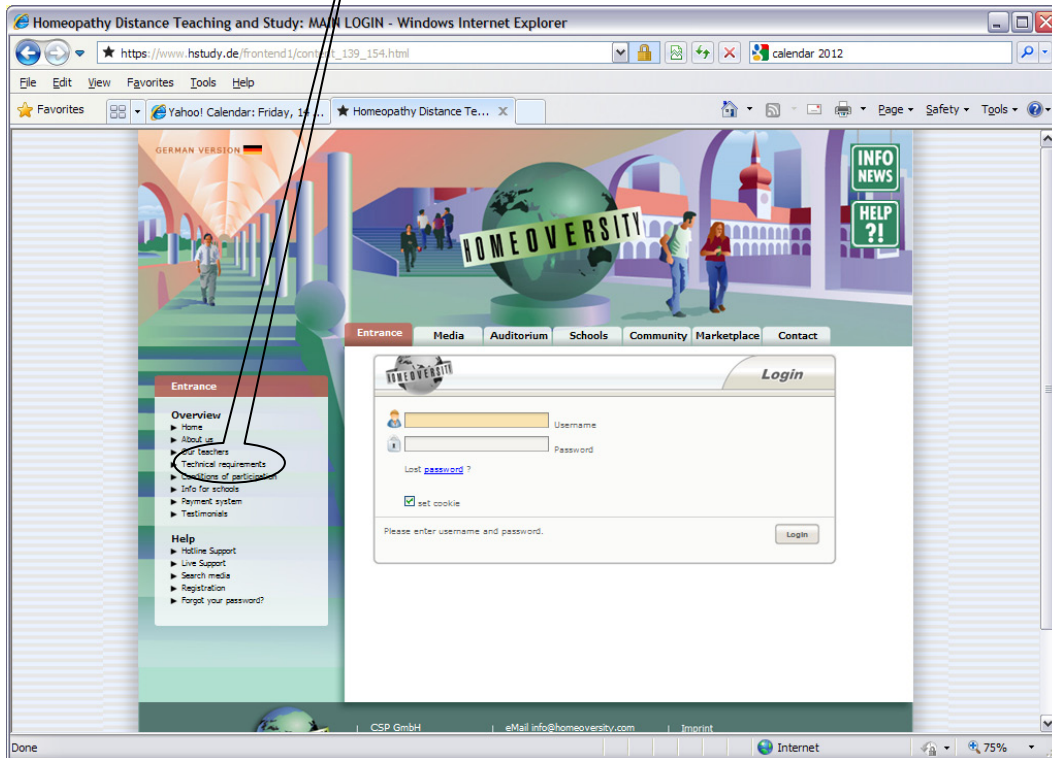 Homeopathy Distance Teaching and Study: MAIN LOGIN - Windows Internet Explorer
https://www.hstudy.de/frontend1/content_139_154.html
calendar 2012
File Edit View Favorites Tools Help
Favorites
Yahoo! Calendar: Friday, 14 ...
Homeopathy Distance Te...
Page Safety Tools
GERMAN VERSION
INFO
NEWS
HELP
?!
HOMEOVERSITY
Entrance Media Auditorium Schools Community Marketplace Contact
HOMEOVERSITY
Login
Username
Password
Lost password ?
set cookie
Please enter username and password.
Login
Entrance
Overview
Home
About us
Our teachers
Technical requirements
Conditions of participation
Info for schools
Payment system
Testimonials
Help
Hotline Support
Live Support
Search media
Registration
Forgot your password?
| CSP GmbH | eMail info@homeoversity.com | Imprint
Done
Internet
75%